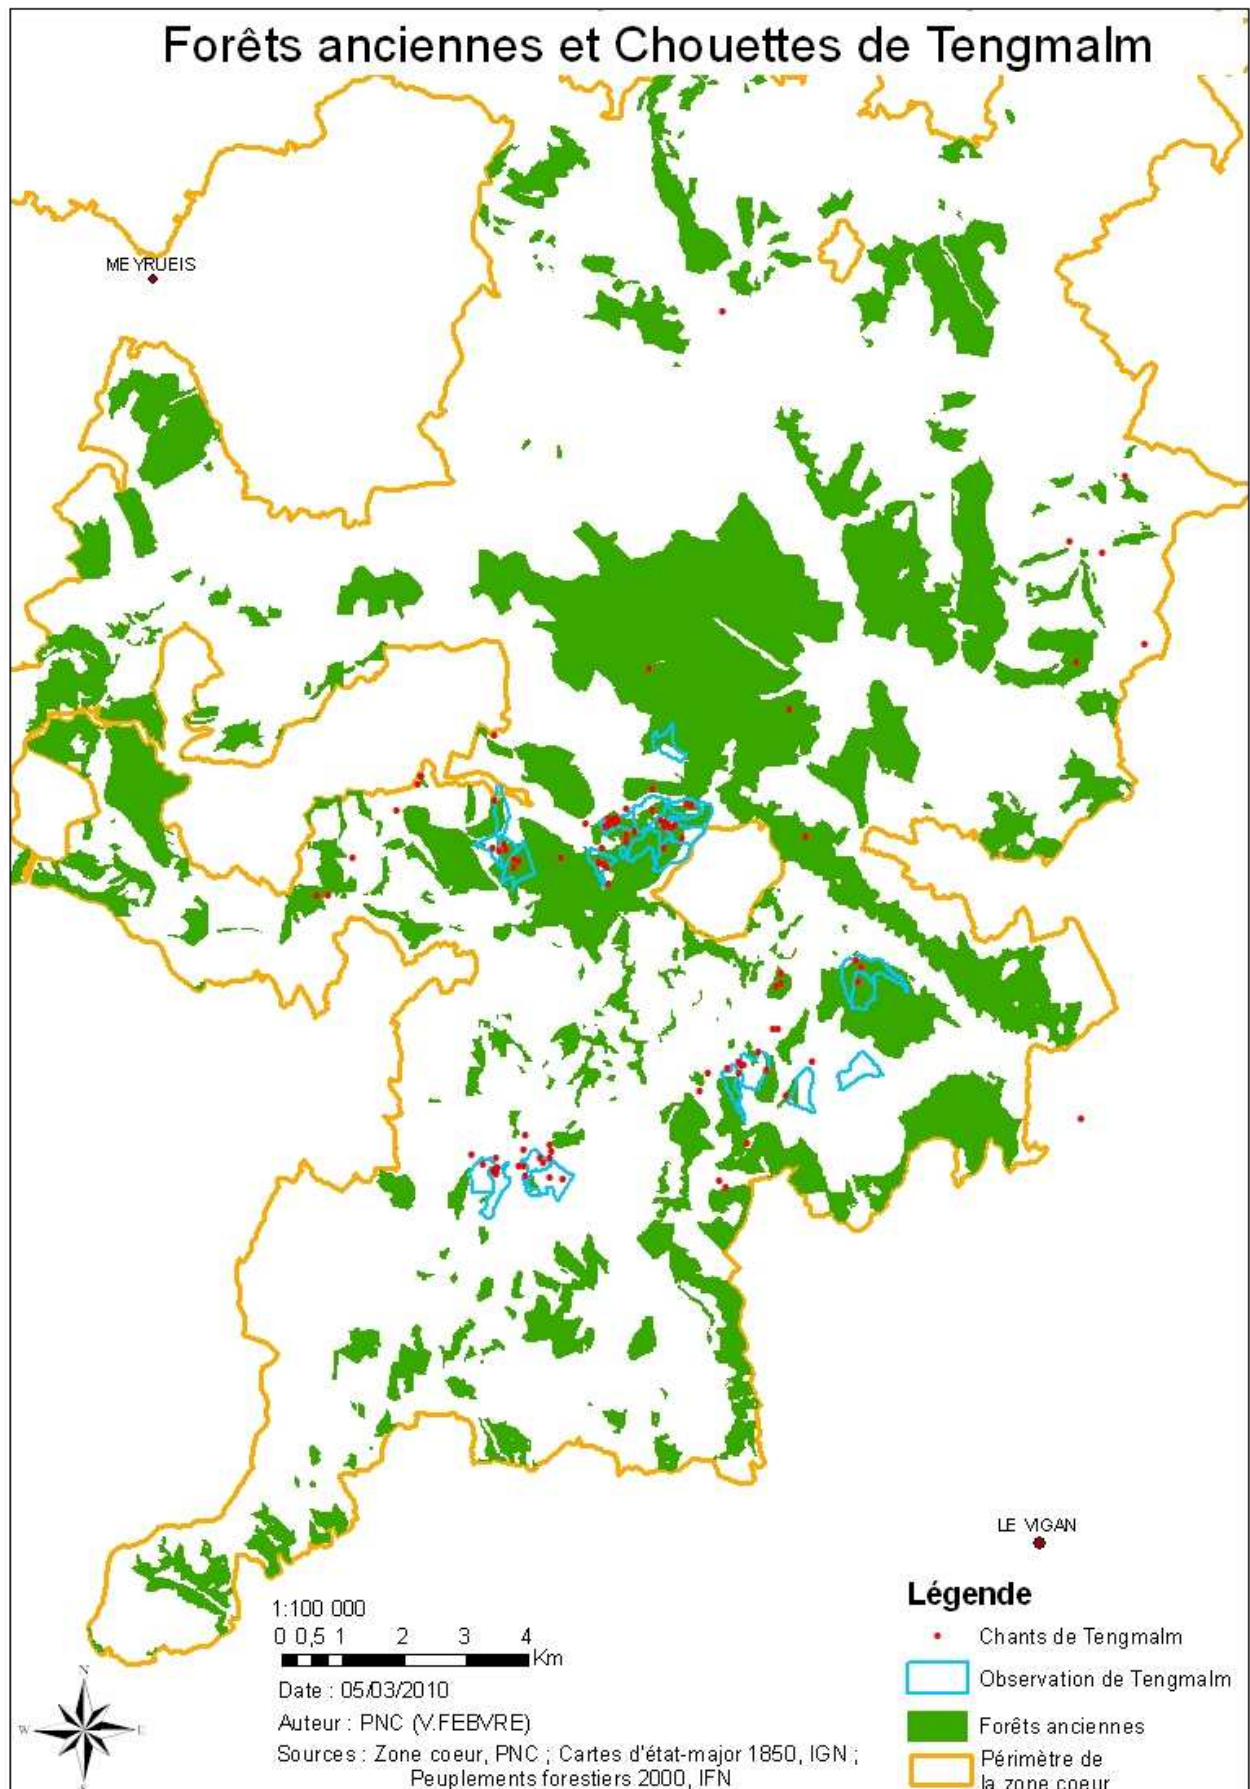 Forêts anciennes et Chouettes de Tengmalm
MEYRUEIS
LE VIGAN
Légende
Chants de Tengmalm
Observation de Tengmalm
Forêts anciennes
Périmètre de
la zone coeur
1:100 000
0 0,5 1 2 3 4
Km
Date : 05/03/2010
Auteur : PNC (V.FEBVRE)
Sources : Zone coeur, PNC ; Cartes d'état-major 1850, IGN ;
Peuplements forestiers 2000, IFN
N
W E
S